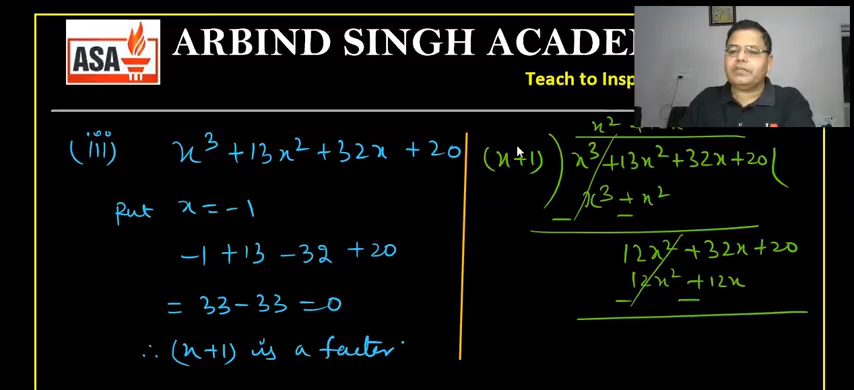 ASA
ARBIND SINGH ACADE
Teach to Insp
(iii) x³ + 13x² + 32x + 20
Put x = -1
-1 + 13 - 32 + 20
= 33 - 33 = 0
∴ (x+1) is a factor.
x² +
(x+1) ) x³ + 13x² + 32x + 20 (
x³ + x²
− −
12x² + 32x + 20
12x² + 12x
− −